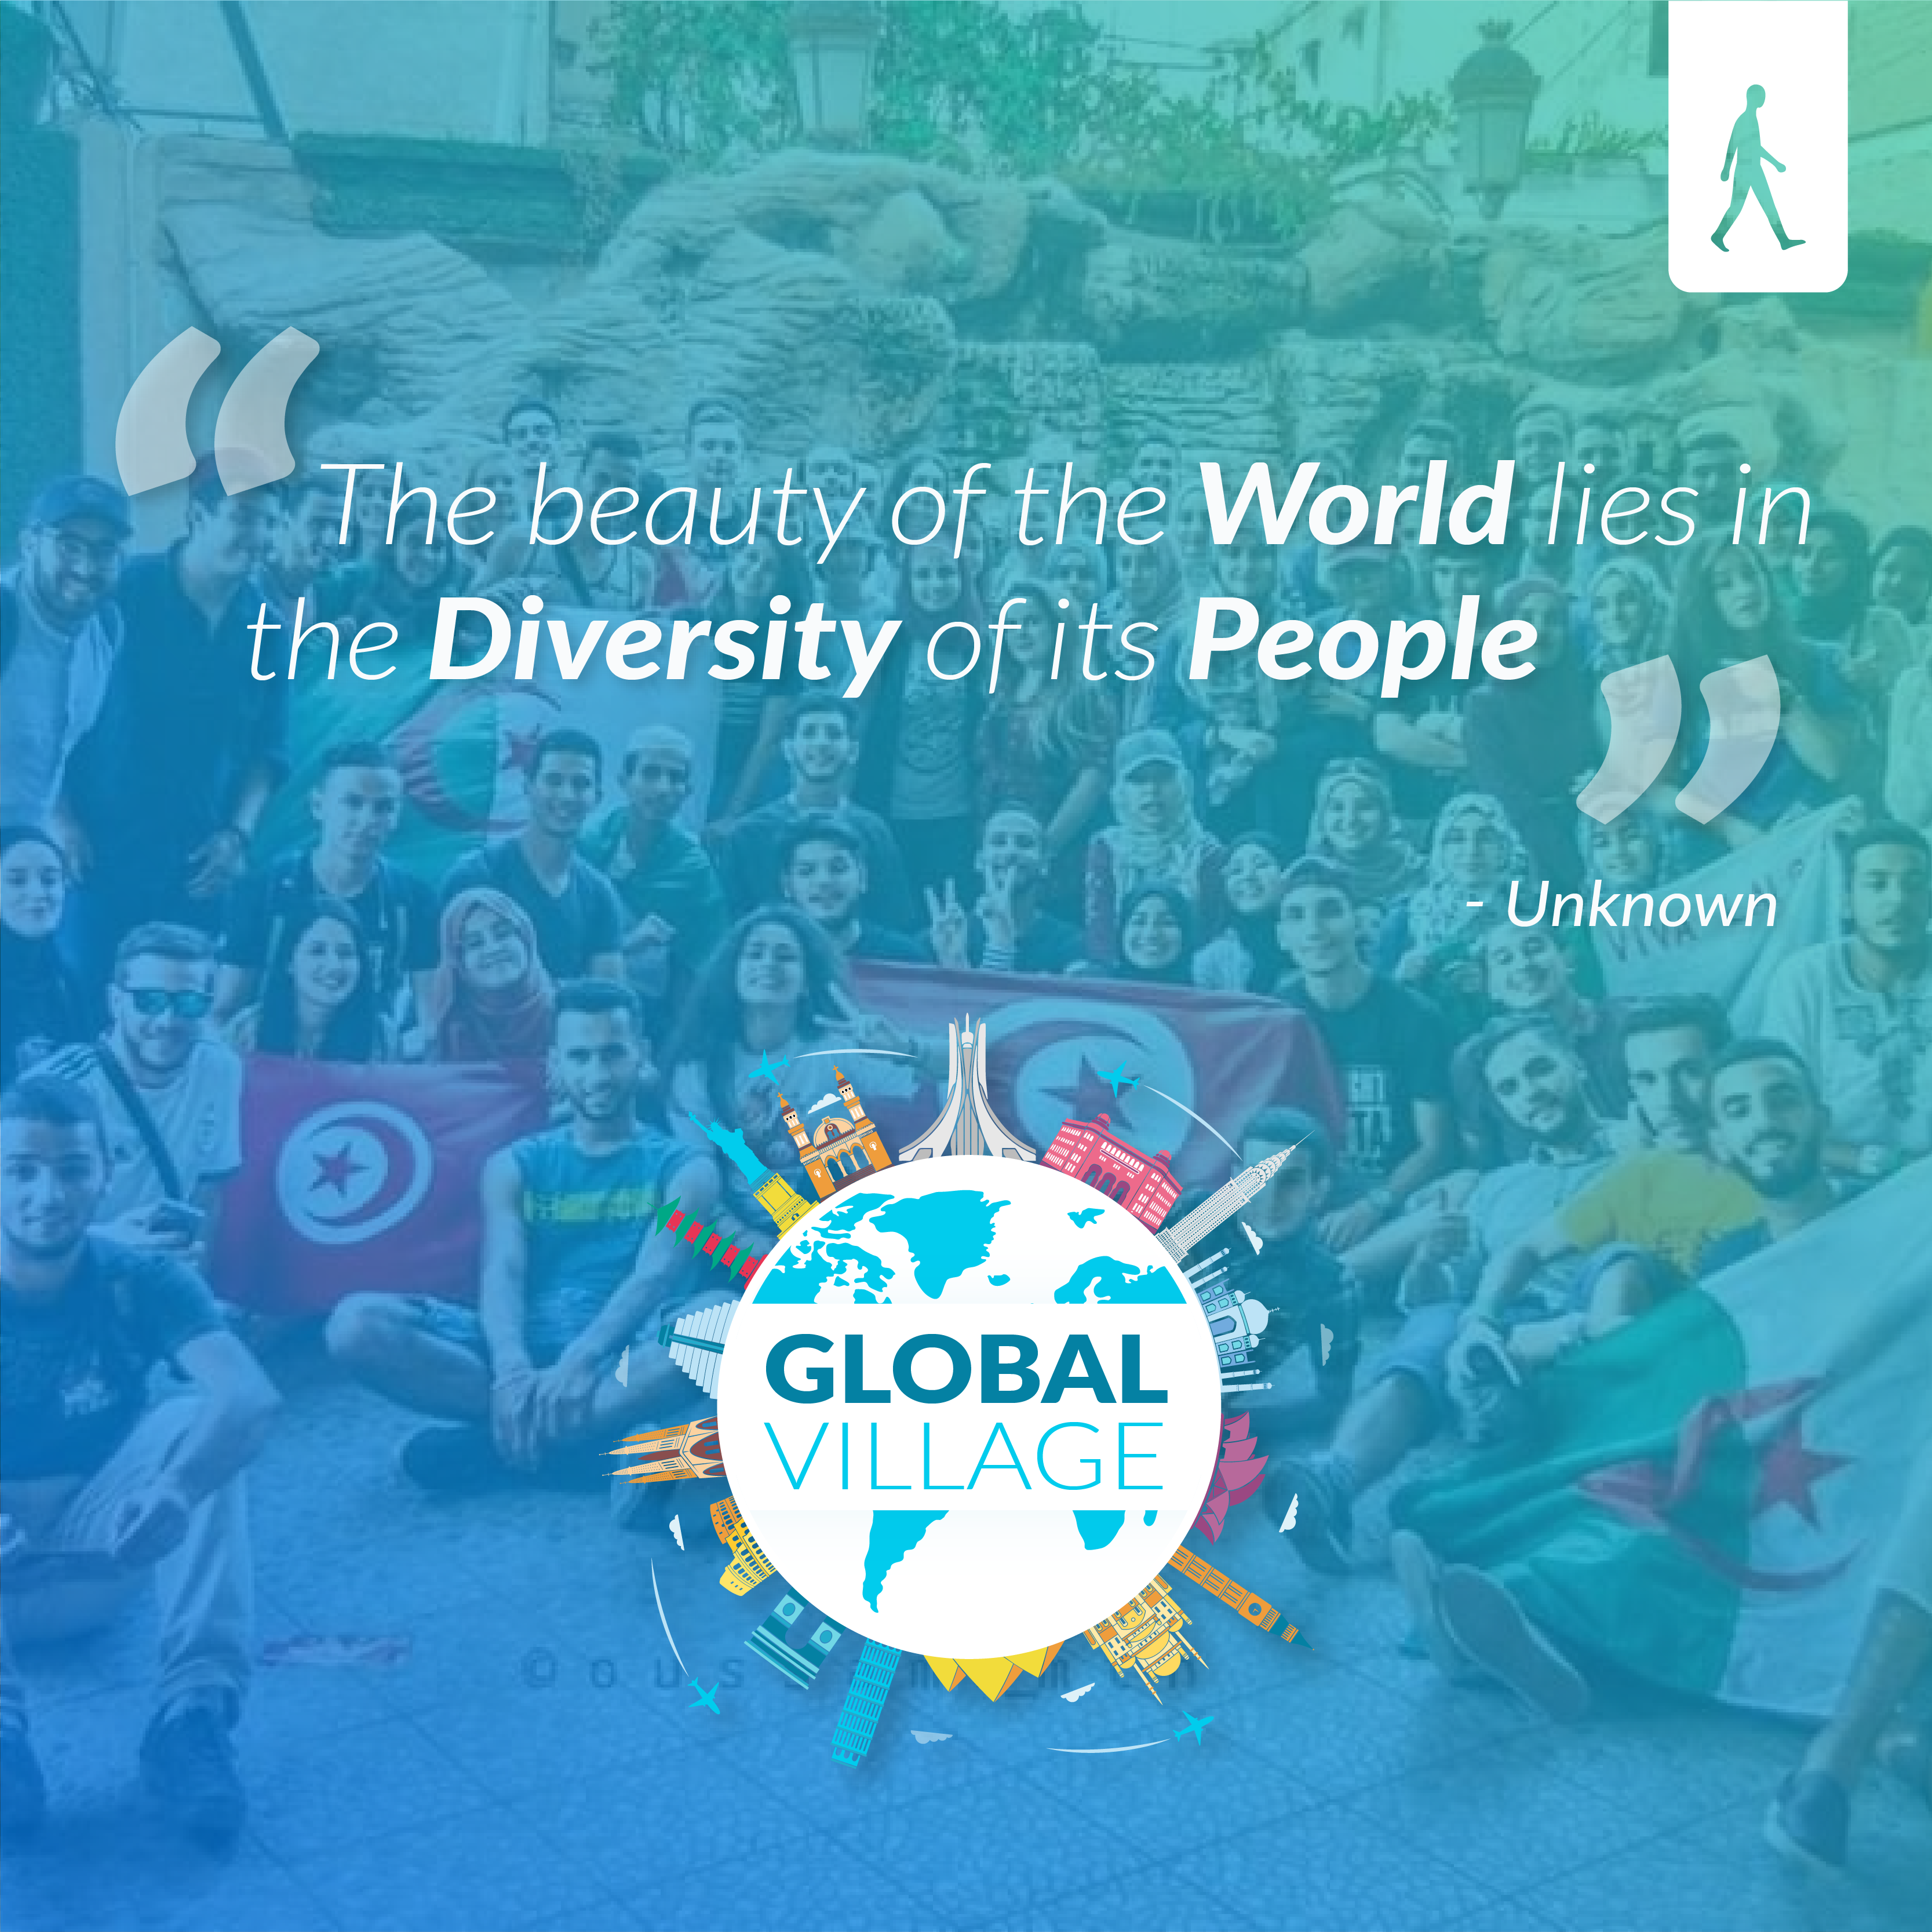 “The beauty of the World lies in
the Diversity of its People”
- Unknown
GLOBAL
VILLAGE